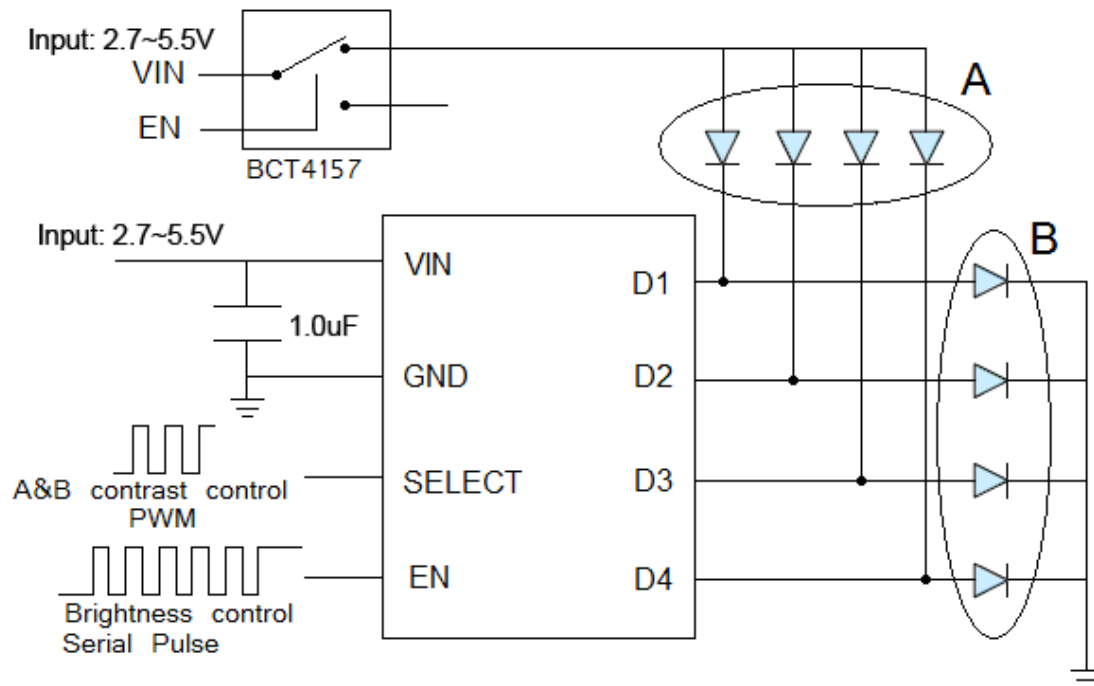 Input: 2.7~5.5V
VIN
EN
BCT4157
A
Input: 2.7~5.5V
1.0uF
VIN
GND
SELECT
EN
D1
D2
D3
D4
B
A&B contrast control
PWM
Brightness control
Serial Pulse